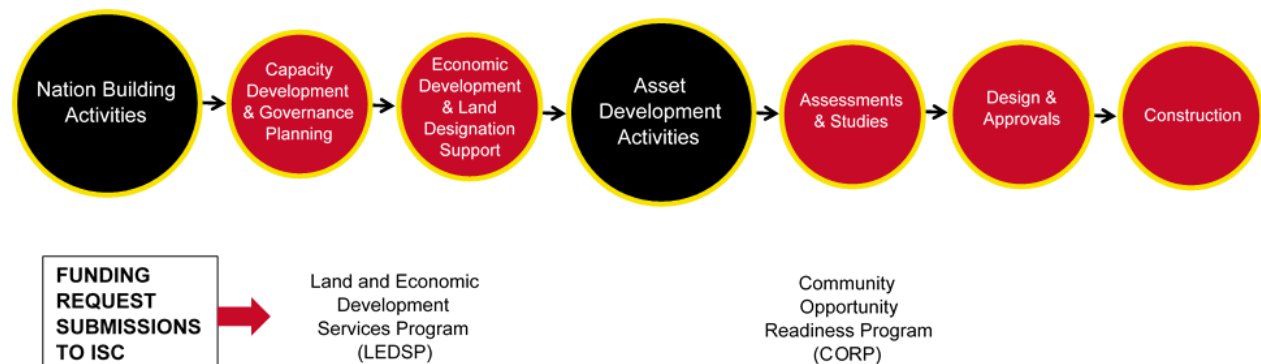 Nation Building
Activities
Capacity
Development
& Governance
Planning
Economic
Development
& Land
Designation
Support
Asset
Development
Activities
Assessments
& Studies
Design &
Approvals
Construction
FUNDING
REQUEST
SUBMISSIONS
TO ISC
Land and Economic
Development
Services Program
(LEDSP)
Community
Opportunity
Readiness Program
(CORP)